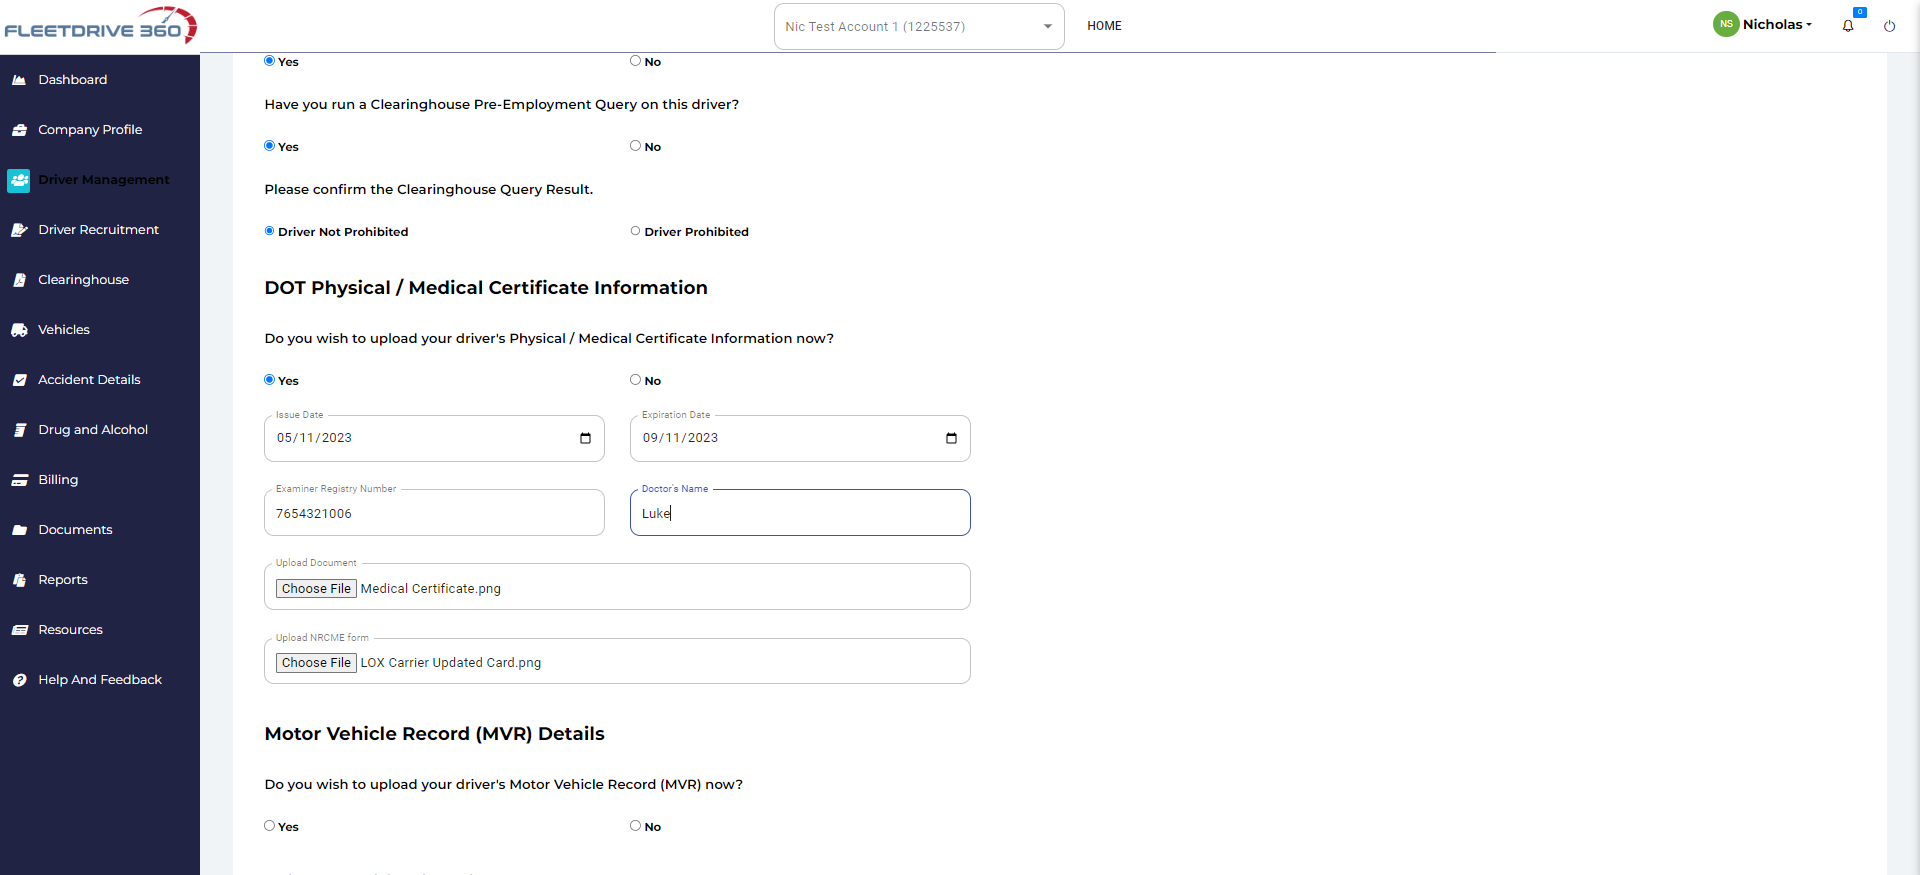 FLEETDRIVE 360
Nic Test Account 1 (1225537)
HOME
NS
Nicholas
0
Dashboard
Company Profile
Driver Management
Driver Recruitment
Clearinghouse
Vehicles
Accident Details
Drug and Alcohol
Billing
Documents
Reports
Resources
Help And Feedback
Yes
No
Have you run a Clearinghouse Pre-Employment Query on this driver?
Yes
No
Please confirm the Clearinghouse Query Result.
Driver Not Prohibited
Driver Prohibited
DOT Physical / Medical Certificate Information
Do you wish to upload your driver's Physical / Medical Certificate Information now?
Yes
No
Issue Date
05/11/2023
Expiration Date
09/11/2023
Examiner Registry Number
7654321006
Doctor's Name
Luke
Upload Document
Choose File Medical Certificate.png
Upload NRCME form
Choose File LOX Carrier Updated Card.png
Motor Vehicle Record (MVR) Details
Do you wish to upload your driver's Motor Vehicle Record (MVR) now?
Yes
No